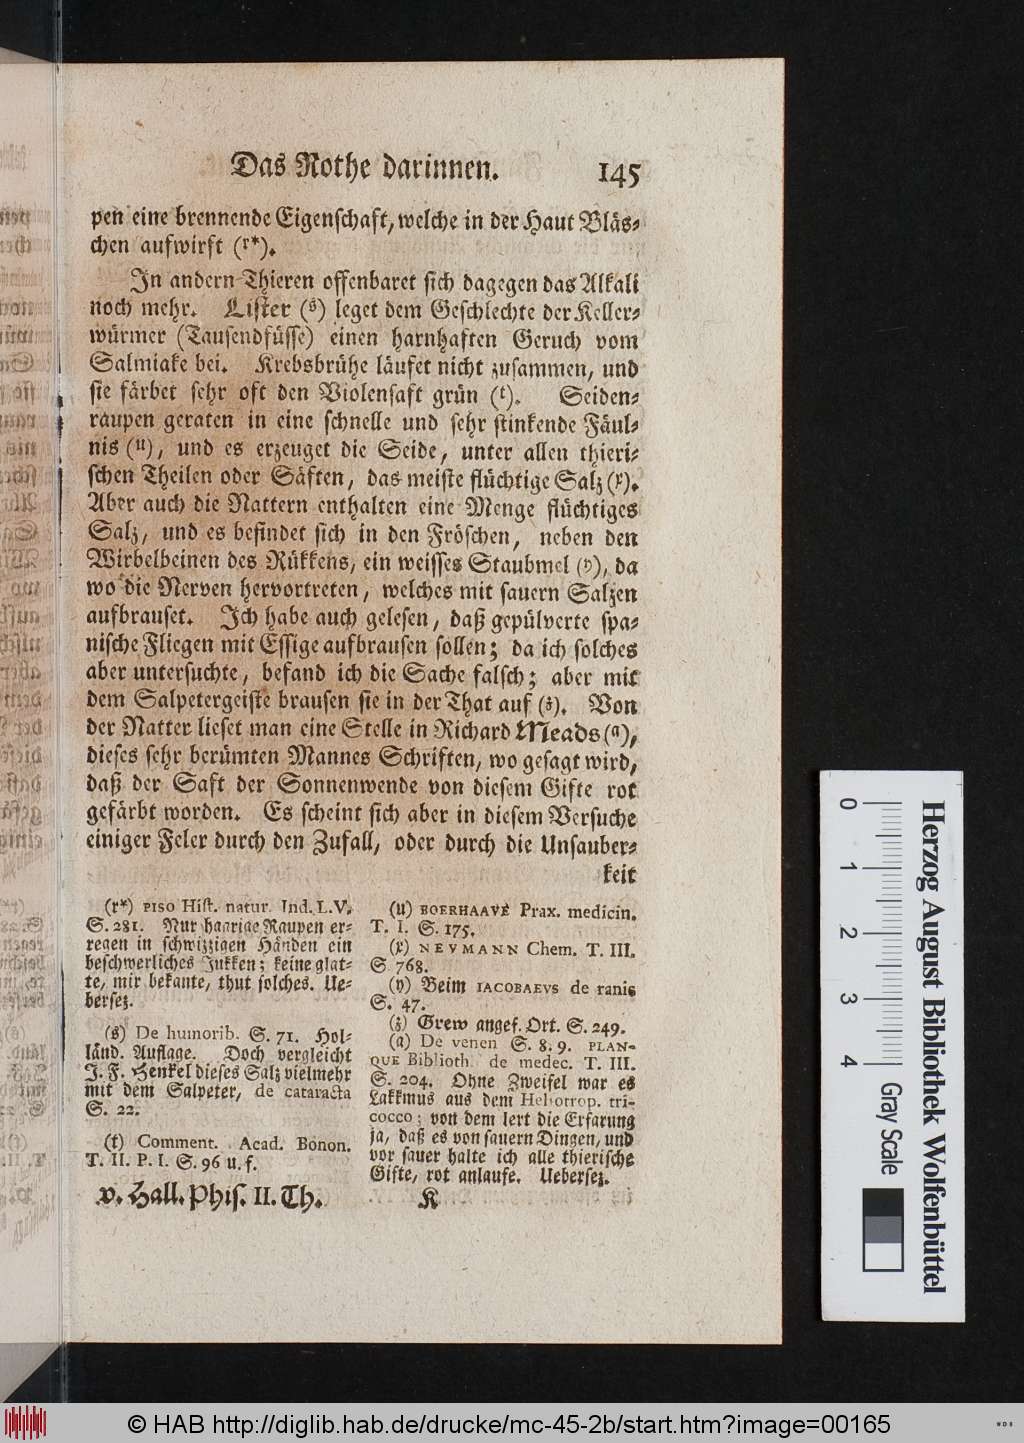 Das Rothe darinnen. 145
pen eine brennende Eigenschaft, welche in der Haut Bläs-
chen aufwirft (r*).
In andern Thieren offenbaret sich dagegen das Alkali
noch mehr. Lister (s) leget dem Geschlechte der Keller-
würmer (Tausendfüsse) einen harnhaften Geruch vom
Salmiake bei. Krebsbrühe läufet nicht zusammen, und
sie färbet sehr oft den Violensaft grün (t). Seiden-
raupen geraten in eine schnelle und sehr stinkende Fäul-
nis (u), und es erzeuget die Seide, unter allen thieri-
schen Theilen oder Säften, das meiste flüchtige Salz (x).
Aber auch die Nattern enthalten eine Menge flüchtiges
Salz, und es befindet sich in den Fröschen, neben den
Wirbelbeinen des Rükkens, ein weisses Staubmel (y), da
wo die Nerven hervortreten, welches mit sauern Salzen
aufbrauset. Ich habe auch gelesen, daß gepülverte spa-
nische Fliegen mit Essige aufbrausen sollen; da ich solches
aber untersuchte, befand ich die Sache falsch; aber mit
dem Salpetergeiste brausen sie in der That auf (z). Von
der Natter lieset man eine Stelle in Richard Meads (a),
dieses sehr berümten Mannes Schriften, wo gesagt wird,
daß der Saft der Sonnenwende von diesem Gifte rot
gefärbt worden. Es scheint sich aber in diesem Versuche
einiger Feler durch den Zufall, oder durch die Unsauber-
keit
(r*) PISO Hist. natur. Ind. L. V.
S. 281. Nur haarige Raupen er-
regen in schwizzigen Händen ein
beschwerliches Jukken; keine glat-
te, mir bekante, thut solches. Ue-
bersez.
(s) De humorib. S. 71. Hol-
länd. Auflage. Doch vergleicht
J. F. Henkel dieses Salz vielmehr
mit dem Salpeter, de cataracta
S. 22.
(t) Comment. Acad. Bonon.
T. II. P. I. S. 96 u. f.
(u) BOERHAAVE Prax. medicin.
T. I. S. 175.
(x) NEVMANN Chem. T. III.
S 768.
(y) Beim IACOBAEVS de ranis
S. 47.
(z) Grew angef. Ort. S. 249.
(a) De venen S. 8. 9. PLAN-
QUE Biblioth. de medec. T. III.
S. 204. Ohne Zweifel war es
Lakkmus aus dem Heliotrop. tri-
cocco; von dem lert die Erfarung
ja, daß es von sauern Dingen, und
vor sauer halte ich alle thierische
Gifte, rot anlaufe. Uebersez.
v. Hall. Phis. II. Th. K
0 1 2 3 4
Gray Scale
Herzog August Bibliothek Wolfenbüttel
© HAB http://diglib.hab.de/drucke/mc-45-2b/start.htm?image=00165